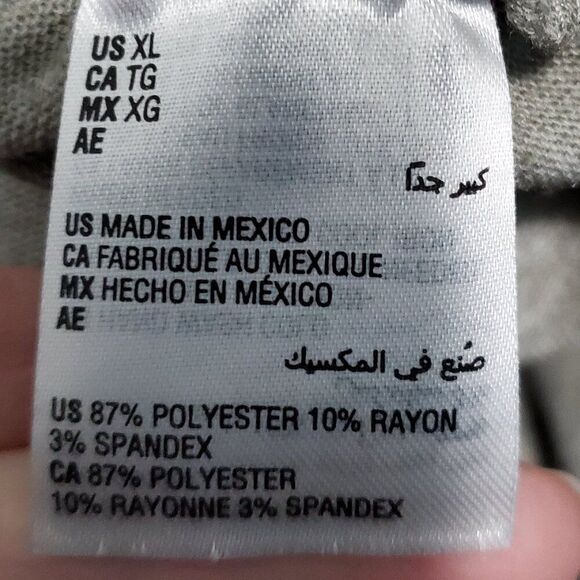 US XL
CA TG
MX XG
AE
كبير جداً
US MADE IN MEXICO
CA FABRIQUÉ AU MEXIQUE
MX HECHO EN MÉXICO
AE
صُنع في المكسيك
US 87% POLYESTER 10% RAYON
3% SPANDEX
CA 87% POLYESTER
10% RAYONNE 3% SPANDEX